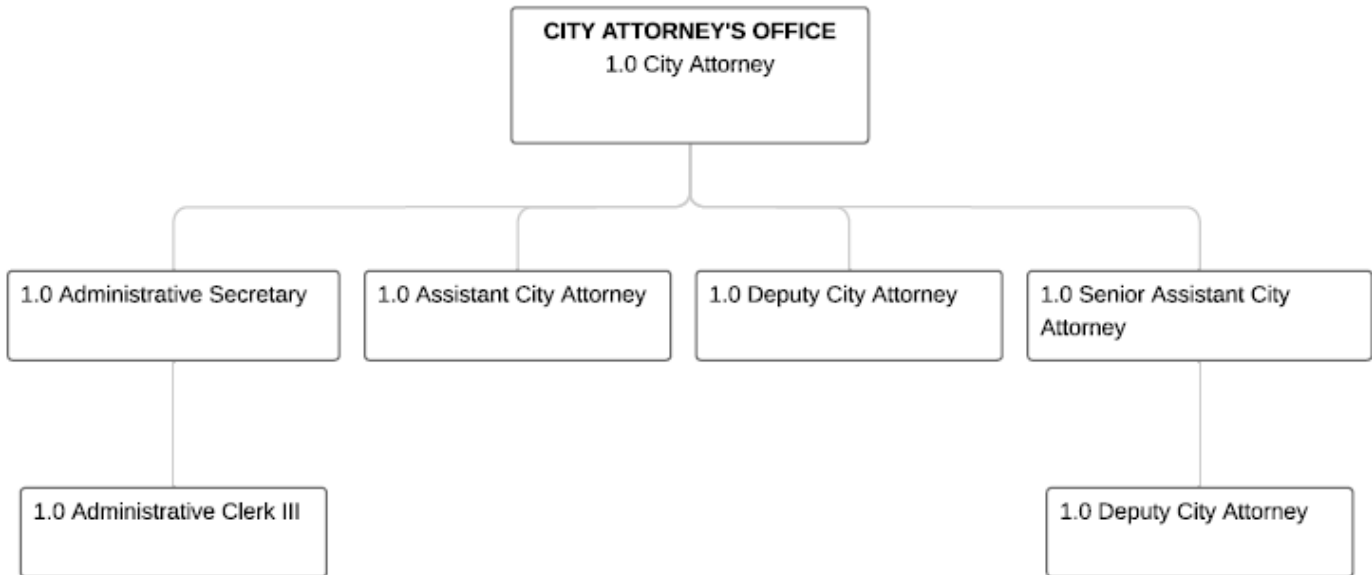 CITY ATTORNEY'S OFFICE
1.0 City Attorney
1.0 Administrative Secretary
1.0 Assistant City Attorney
1.0 Deputy City Attorney
1.0 Senior Assistant City
Attorney
1.0 Administrative Clerk III
1.0 Deputy City Attorney